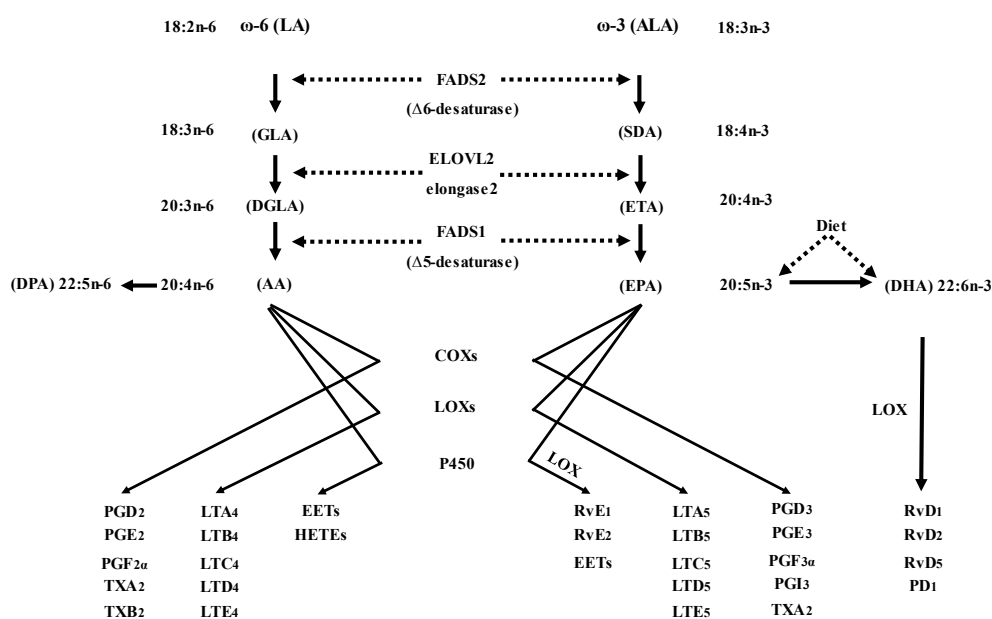 18:2n-6 ω-6 (LA) ω-3 (ALA) 18:3n-3
FADS2
(Δ6-desaturase)
18:3n-6 (GLA) (SDA) 18:4n-3
ELOVL2
elongase2
20:3n-6 (DGLA) (ETA) 20:4n-3
Diet
FADS1
(Δ5-desaturase)
(DPA) 22:5n-6 20:4n-6 (AA) (EPA) 20:5n-3 (DHA) 22:6n-3
COXs
LOXs LOX
P450 LOX
PGD2 LTA4 EETs RvE1 LTA5 PGD3 RvD1
PGE2 LTB4 HETEs RvE2 LTB5 PGE3 RvD2
PGF2α LTC4 EETs LTC5 PGF3α RvD5
TXA2 LTD4 LTD5 PGI3 PD1
TXB2 LTE4 LTE5 TXA2